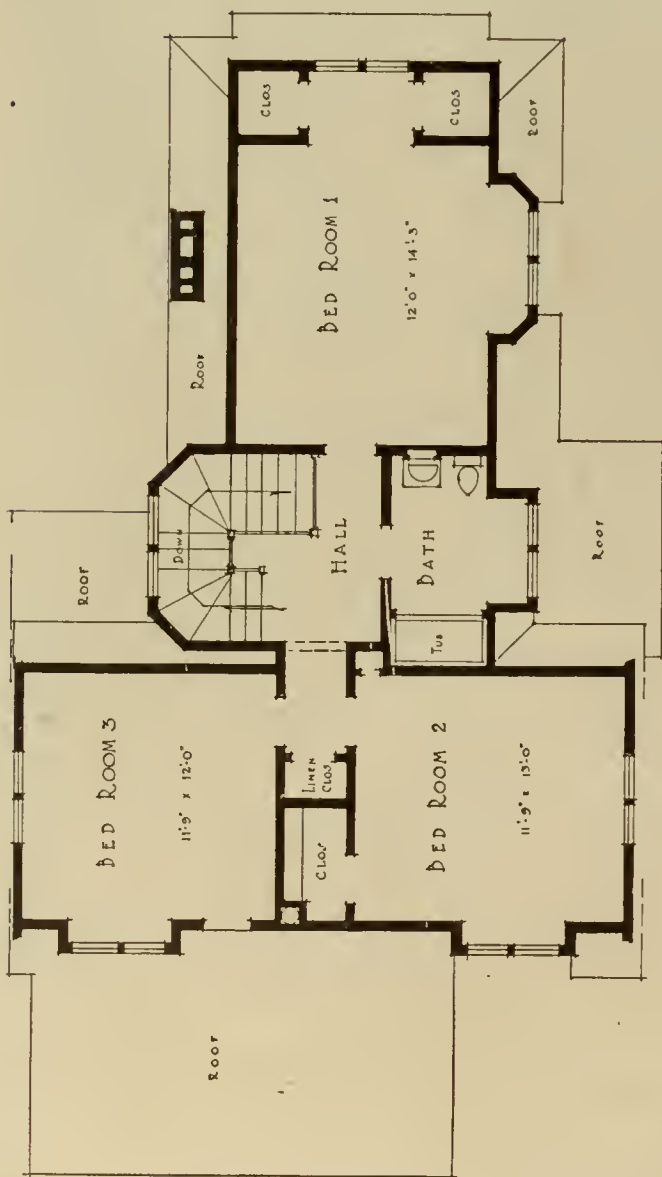 ROOF
BED ROOM 3
11'-9" x 12'-0"
DOWN
ROOF
ROOF
CLOS
LINEN
CLOS
CLOS
HALL
BED ROOM 1
12'-0" x 14'-3"
BED ROOM 2
11'-9" x 13'-0"
TUB
BATH
CLOS
ROOF
ROOF